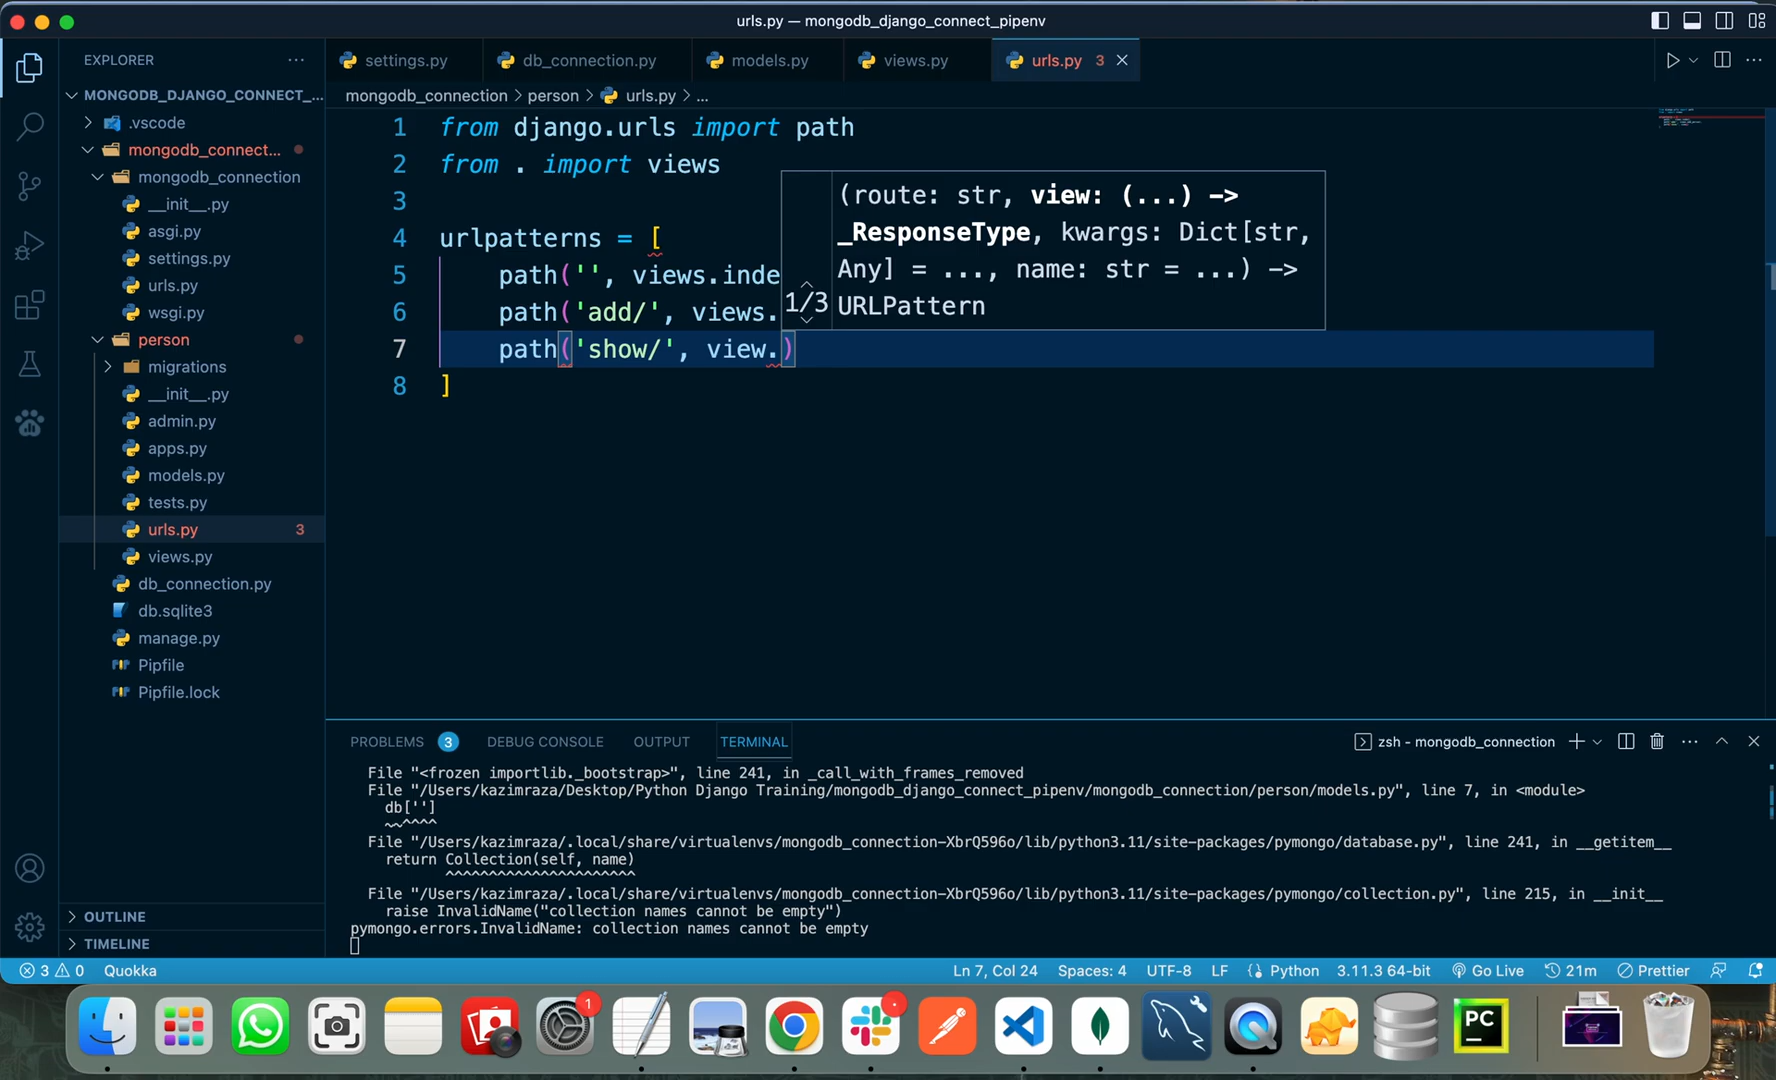 urls.py — mongodb_django_connect_pipenv
EXPLORER
MONGODB_DJANGO_CONNECT_...
.vscode
mongodb_connect...
mongodb_connection
__init__.py
asgi.py
settings.py
urls.py
wsgi.py
person
migrations
__init__.py
admin.py
apps.py
models.py
tests.py
urls.py 3
views.py
db_connection.py
db.sqlite3
manage.py
Pipfile
Pipfile.lock
OUTLINE
TIMELINE
settings.py db_connection.py models.py views.py urls.py 3
mongodb_connection > person > urls.py > ...
1 from django.urls import path
2 from . import views
3
4 urlpatterns = [
5 path('', views.inde
6 path('add/', views.
7 path('show/', view.)
8 ]
(route: str, view: (...) ->
_ResponseType, kwargs: Dict[str,
Any] = ..., name: str = ...) ->
1/3 URLPattern
PROBLEMS 3 DEBUG CONSOLE OUTPUT TERMINAL zsh - mongodb_connection
File "<frozen importlib._bootstrap>", line 241, in _call_with_frames_removed
File "/Users/kazimraza/Desktop/Python Django Training/mongodb_django_connect_pipenv/mongodb_connection/person/models.py", line 7, in <module>
db['']
~~^^^^
File "/Users/kazimraza/.local/share/virtualenvs/mongodb_connection-XbrQ596o/lib/python3.11/site-packages/pymongo/database.py", line 241, in __getitem__
return Collection(self, name)
^^^^^^^^^^^^^^^^^^^^^^
File "/Users/kazimraza/.local/share/virtualenvs/mongodb_connection-XbrQ596o/lib/python3.11/site-packages/pymongo/collection.py", line 215, in __init__
raise InvalidName("collection names cannot be empty")
pymongo.errors.InvalidName: collection names cannot be empty
3 0 Quokka Ln 7, Col 24 Spaces: 4 UTF-8 LF Python 3.11.3 64-bit Go Live 21m Prettier
1
PC